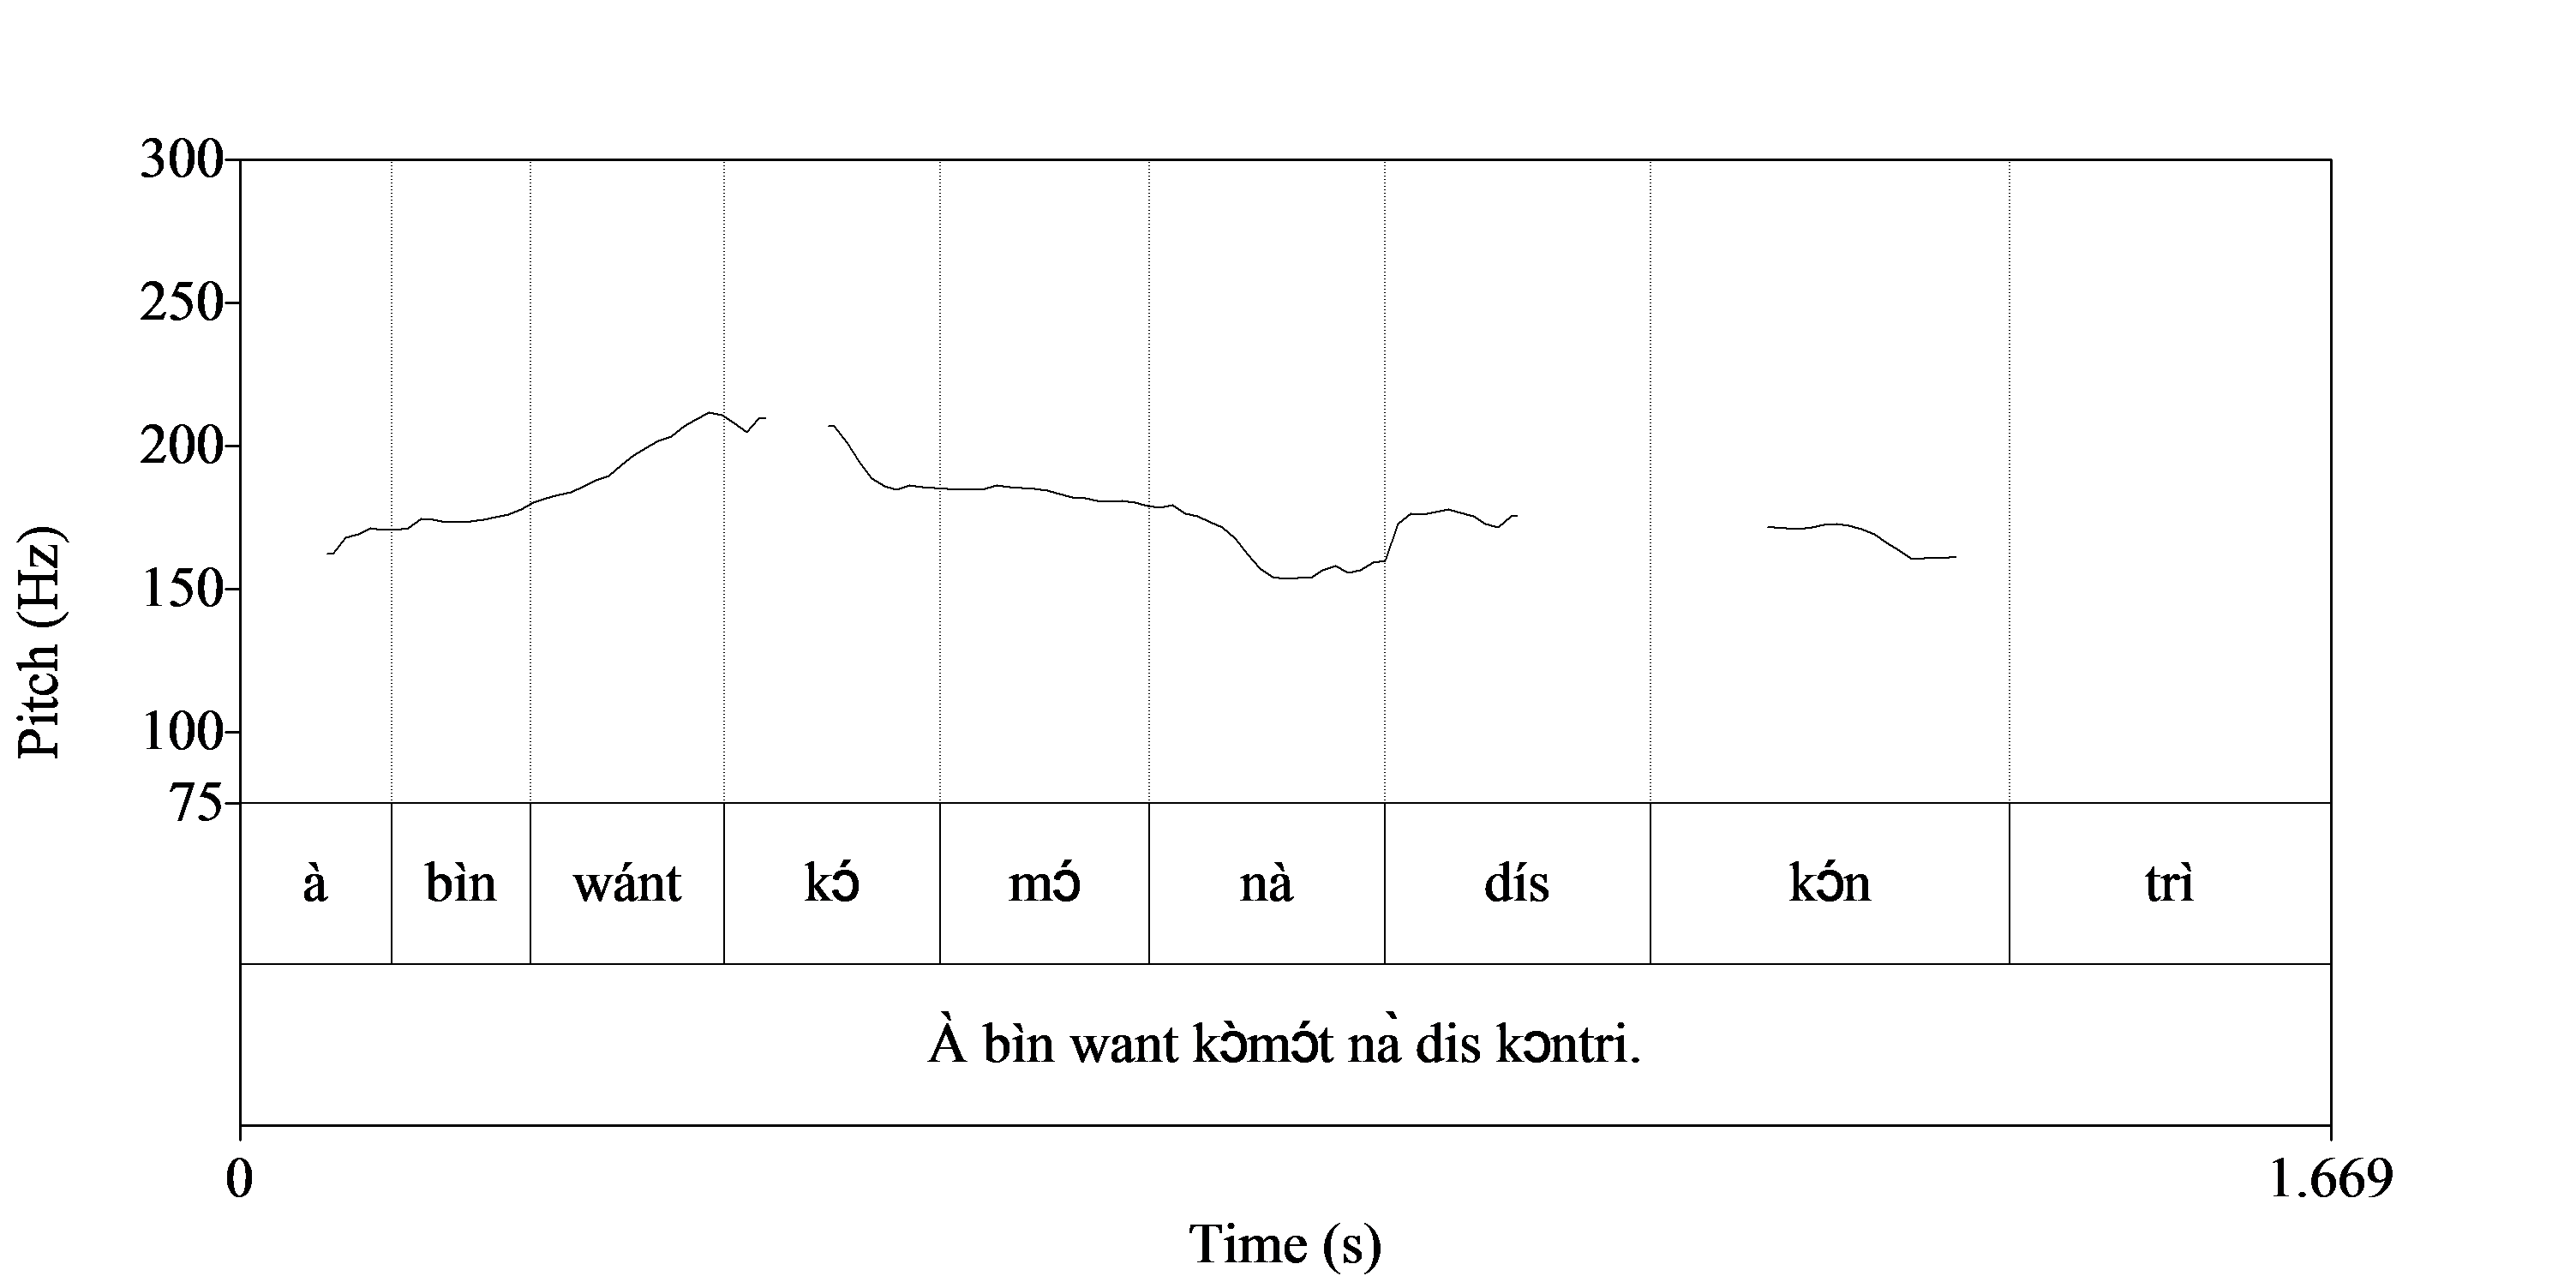 300
250
200
150
100
75
Pitch (Hz)
à bìn wánt kɔ́ mɔ́ nà dís kɔ́n trì
À bìn want kɔ̀mɔ́t nà dis kɔntri.
0 1.669
Time (s)